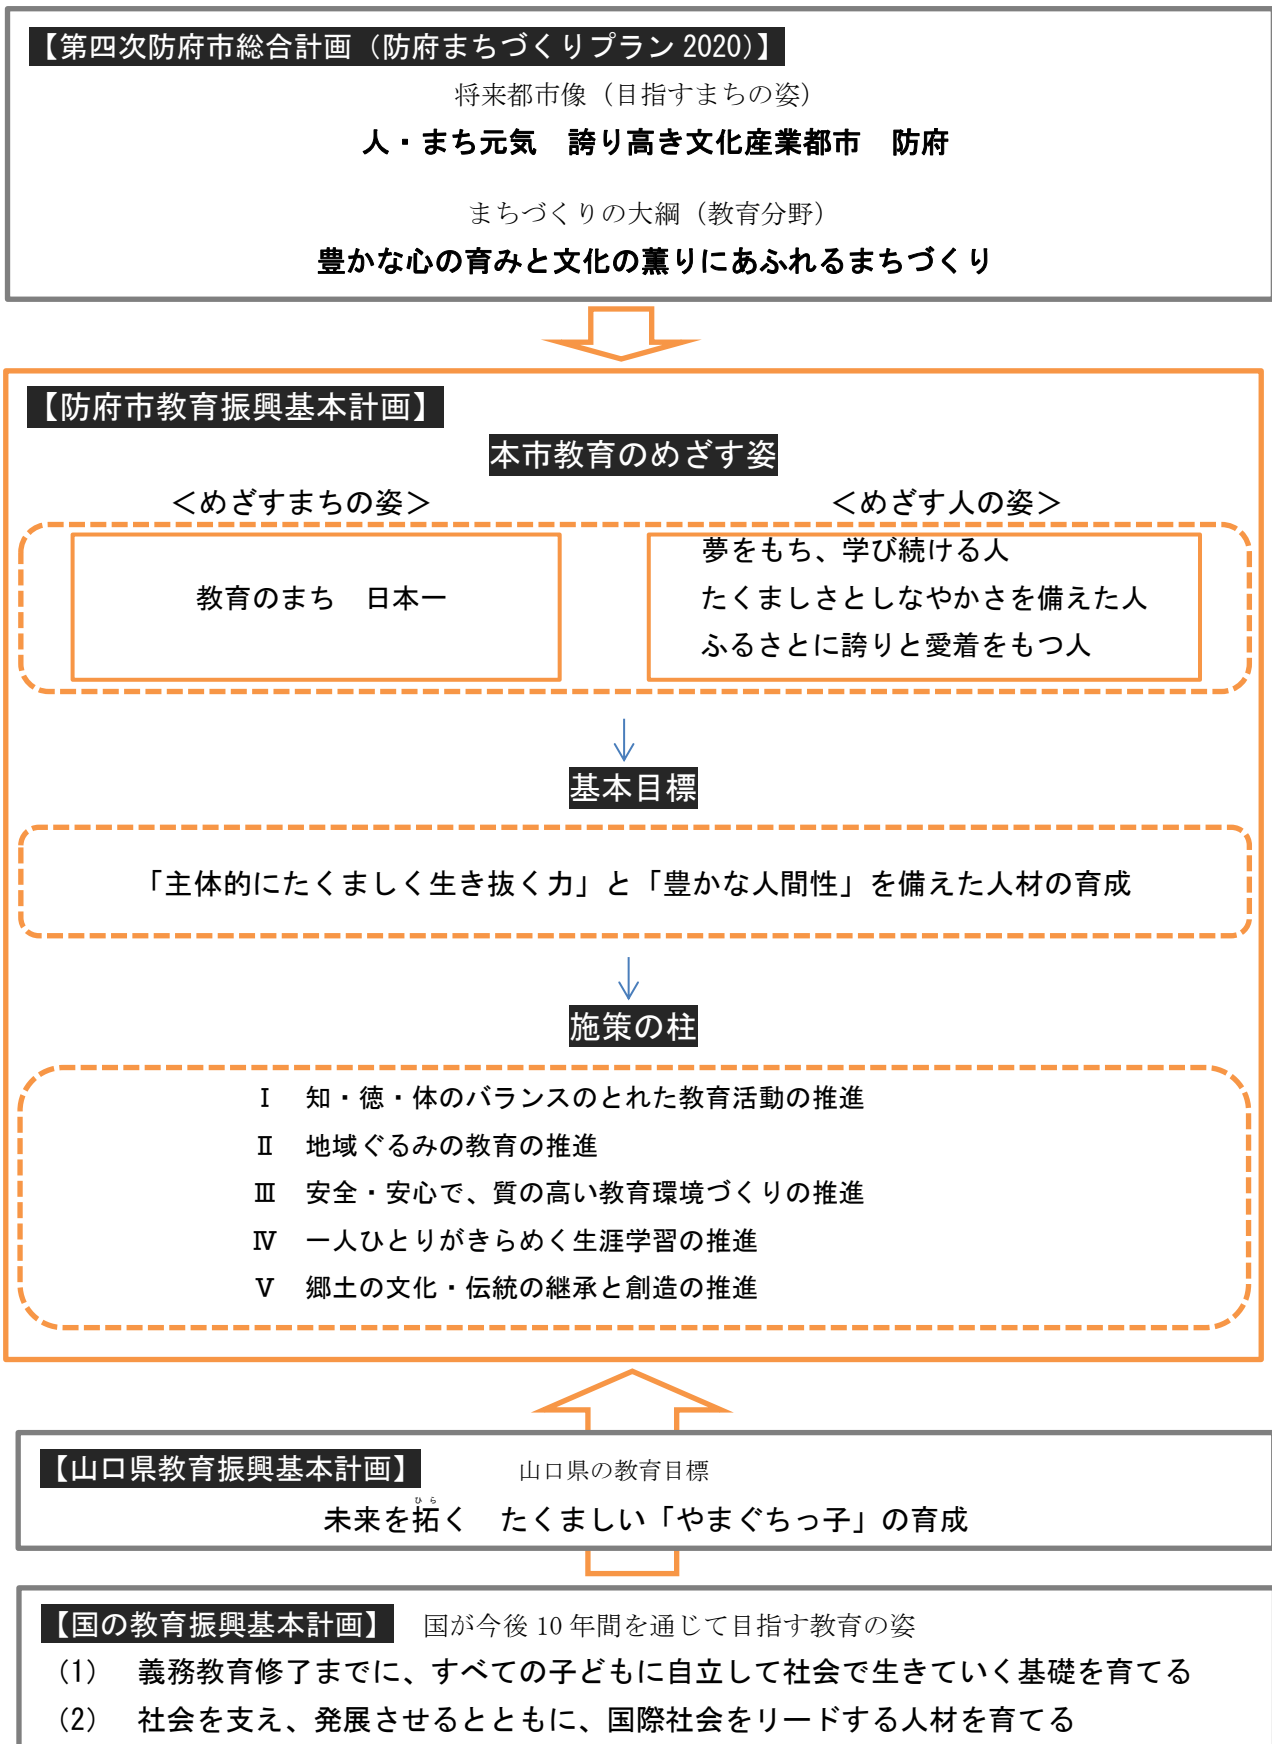 【第四次防府市総合計画（防府まちづくりプラン 2020）】
将来都市像（目指すまちの姿）
人・まち元気　誇り高き文化産業都市　防府
まちづくりの大綱（教育分野）
豊かな心の育みと文化の薫りにあふれるまちづくり
【防府市教育振興基本計画】
本市教育のめざす姿
＜めざすまちの姿＞
教育のまち　日本一
＜めざす人の姿＞
夢をもち、学び続ける人
たくましさとしなやかさを備えた人
ふるさとに誇りと愛着をもつ人
基本目標
「主体的にたくましく生き抜く力」と「豊かな人間性」を備えた人材の育成
施策の柱
Ⅰ　知・徳・体のバランスのとれた教育活動の推進
Ⅱ　地域ぐるみの教育の推進
Ⅲ　安全・安心で、質の高い教育環境づくりの推進
Ⅳ　一人ひとりがきらめく生涯学習の推進
Ⅴ　郷土の文化・伝統の継承と創造の推進
【山口県教育振興基本計画】　山口県の教育目標
ひら
未来を拓く　たくましい「やまぐちっ子」の育成
【国の教育振興基本計画】　国が今後 10 年間を通じて目指す教育の姿
(1)　義務教育修了までに、すべての子どもに自立して社会で生きていく基礎を育てる
(2)　社会を支え、発展させるとともに、国際社会をリードする人材を育てる